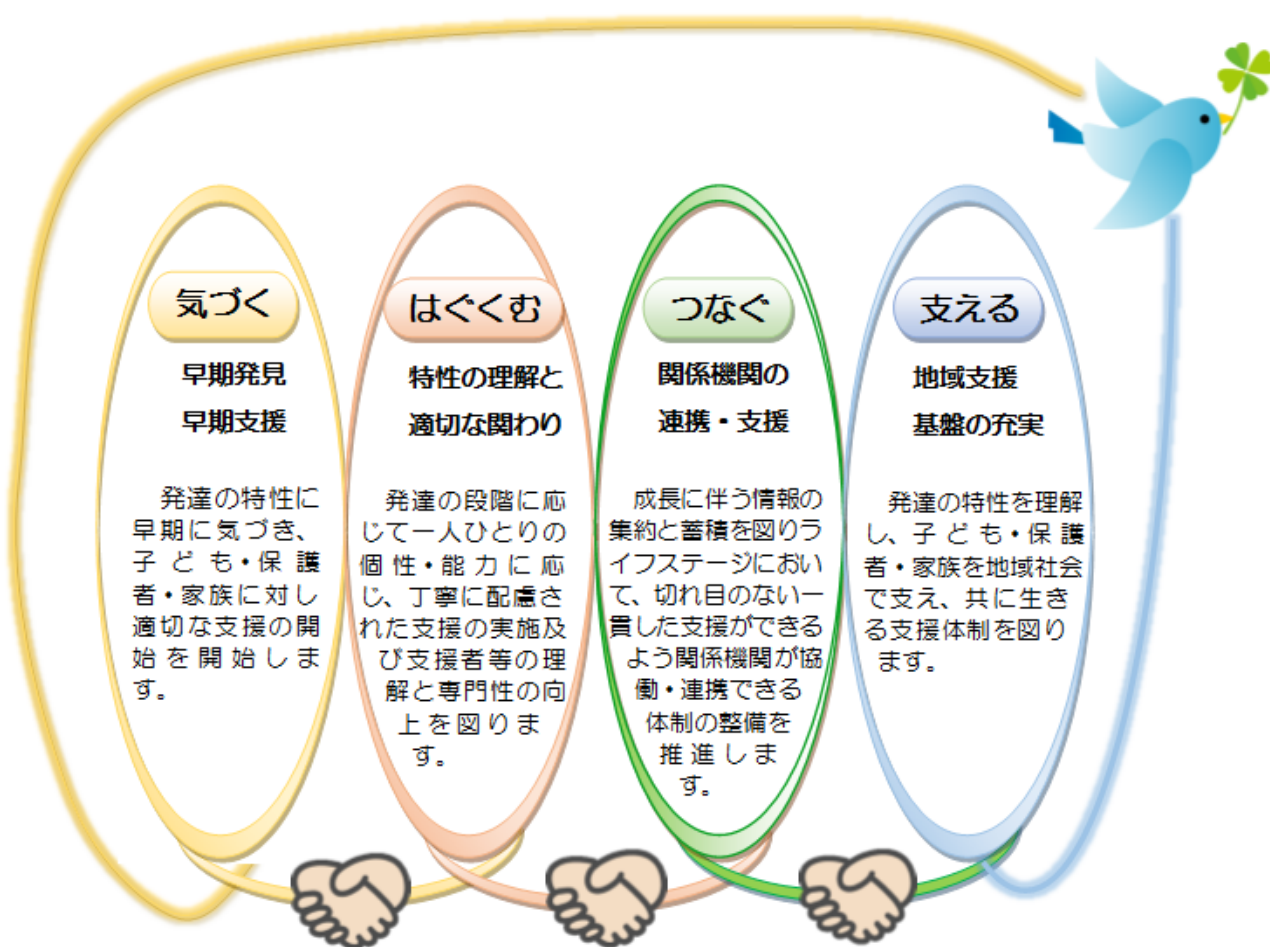 気づく
早期発見
早期支援
発達の特性に
早期に気づき、
子ども・保護
者・家族に対し
適切な支援の開
始を開始しま
す。
はぐくむ
特性の理解と
適切な関わり
発達の段階に応
じて一人ひとりの
個性・能力に応
じ、丁寧に配慮さ
れた支援の実施及
び支援者等の理
解と専門性の向
上を図りま
す。
つなぐ
関係機関の
連携・支援
成長に伴う情報の
集約と蓄積を図りラ
イフステージにおい
て、切れ目のない一
貫した支援ができる
よう関係機関が協
働・連携できる
体制の整備を
推進しま
す。
支える
地域支援
基盤の充実
発達の特性を理解
し、子ども・保護
者・家族を地域社会
で支え、共に生き
る支援体制を図り
ます。